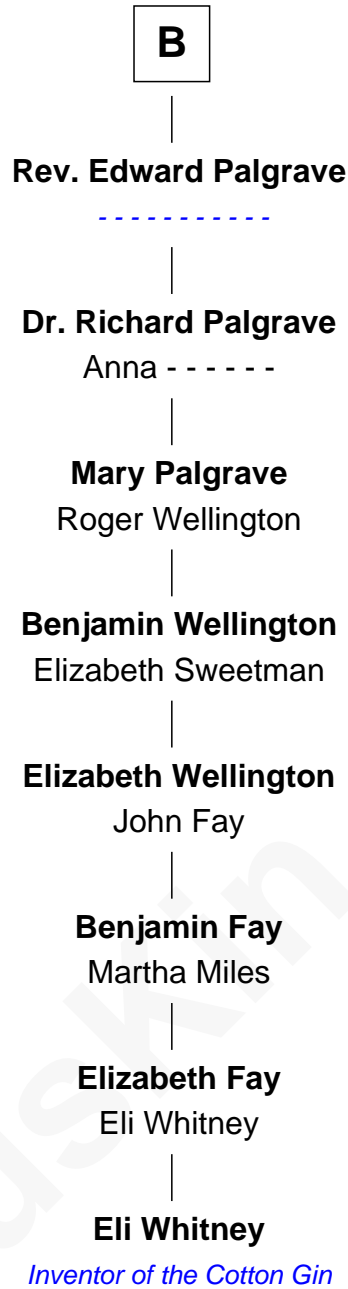 B
Rev. Edward Palgrave
- - - - - - - - - - -
Dr. Richard Palgrave
Anna - - - - - -
Mary Palgrave
Roger Wellington
Benjamin Wellington
Elizabeth Sweetman
Elizabeth Wellington
John Fay
Benjamin Fay
Martha Miles
Elizabeth Fay
Eli Whitney
Eli Whitney
Inventor of the Cotton Gin